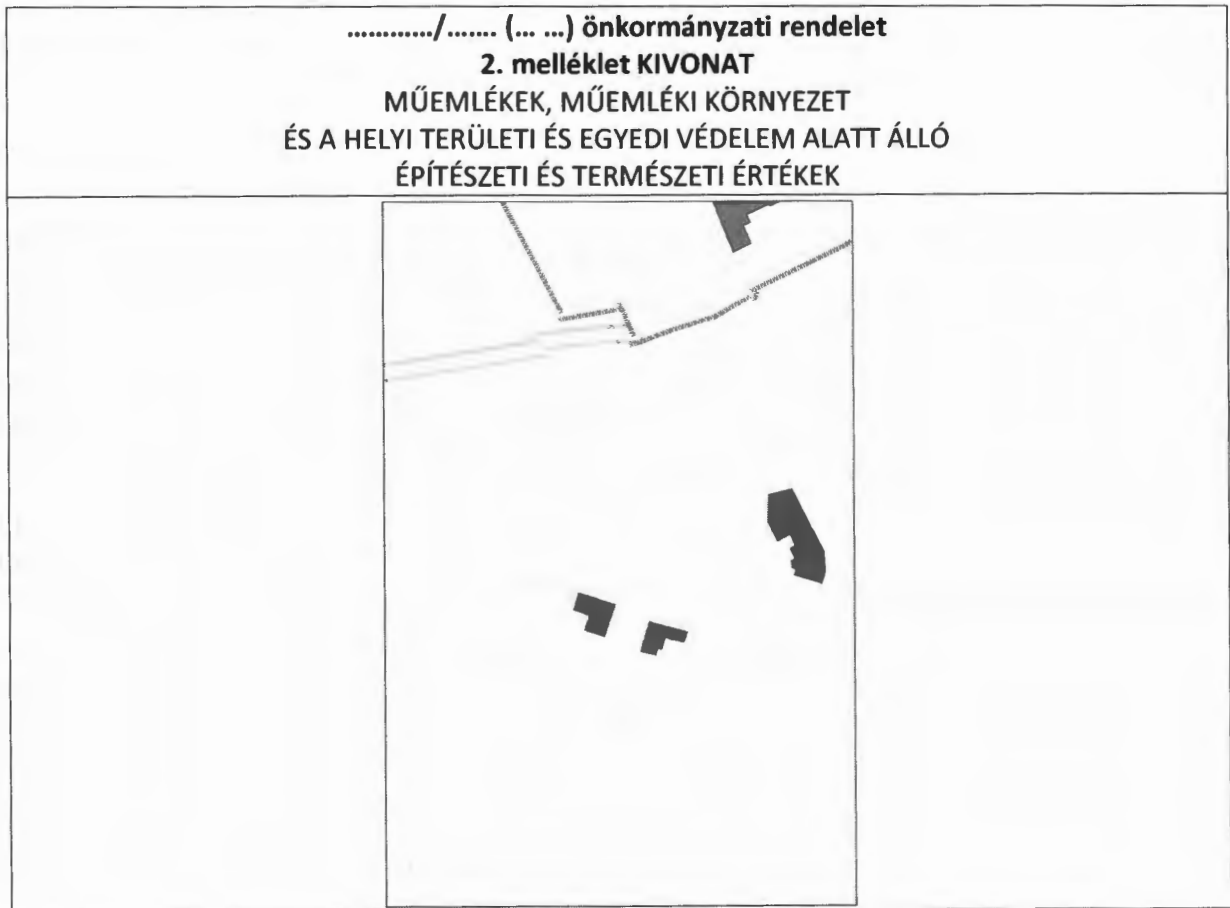 ............/....... (... ...) önkormányzati rendelet
2. melléklet KIVONAT
MŰEMLÉKEK, MŰEMLÉKI KÖRNYEZET
ÉS A HELYI TERÜLETI ÉS EGYEDI VÉDELEM ALATT ÁLLÓ
ÉPÍTÉSZETI ÉS TERMÉSZETI ÉRTÉKEK